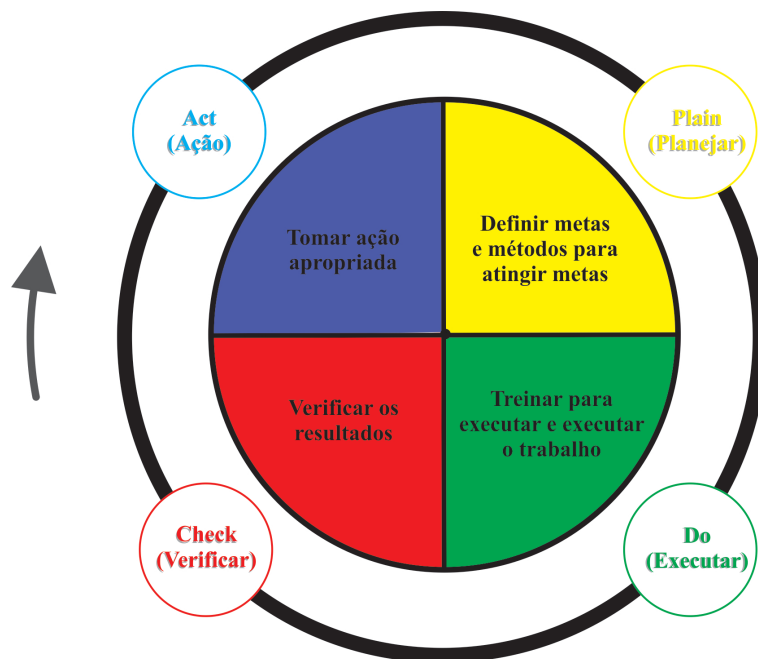 Act
(Ação)
Plain
(Planejar)
Tomar ação
apropriada
Definir metas
e métodos para
atingir metas
Verificar os
resultados
Treinar para
executar e executar
o trabalho
Check
(Verificar)
Do
(Executar)